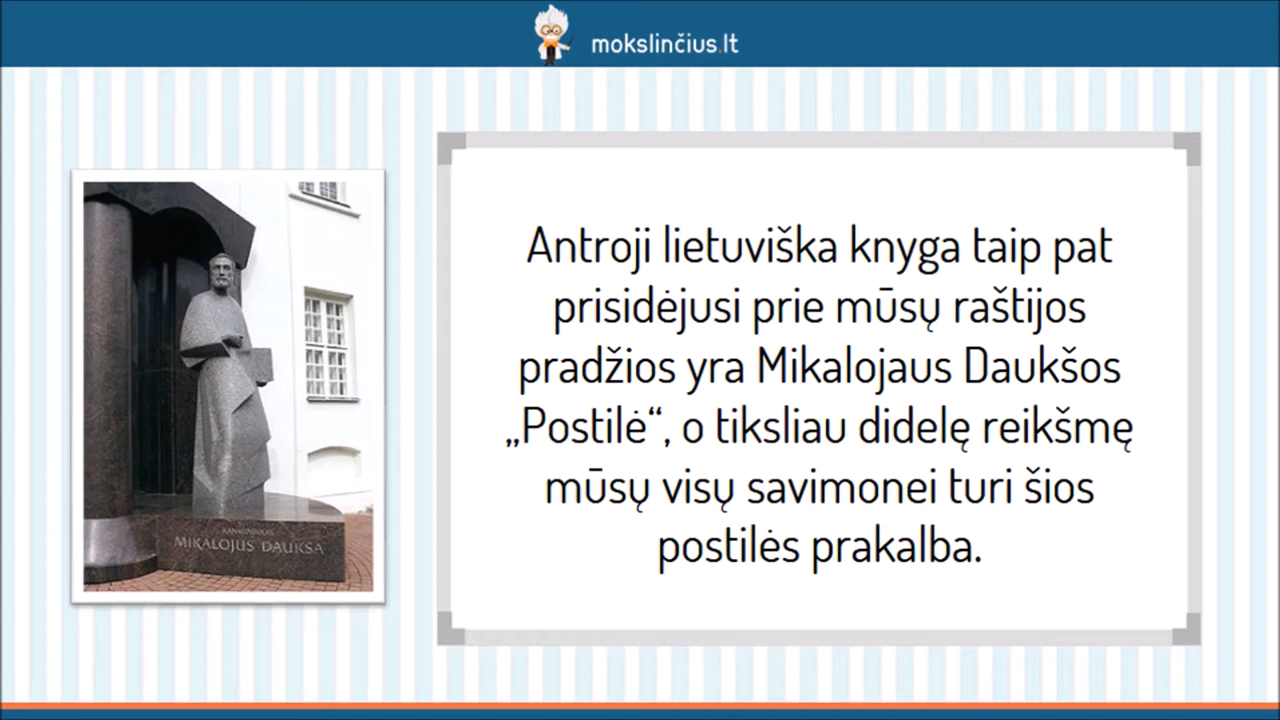 mokslinčius.lt
Antroji lietuviška knyga taip pat
prisidėjusi prie mūsų raštijos
pradžios yra Mikalojaus Daukšos
„Postilė“, o tiksliau didelę reikšmę
mūsų visų savimonei turi šios
postilės prakalba.
KANAUNINKAS
MIKALOJUS DAUKŠA